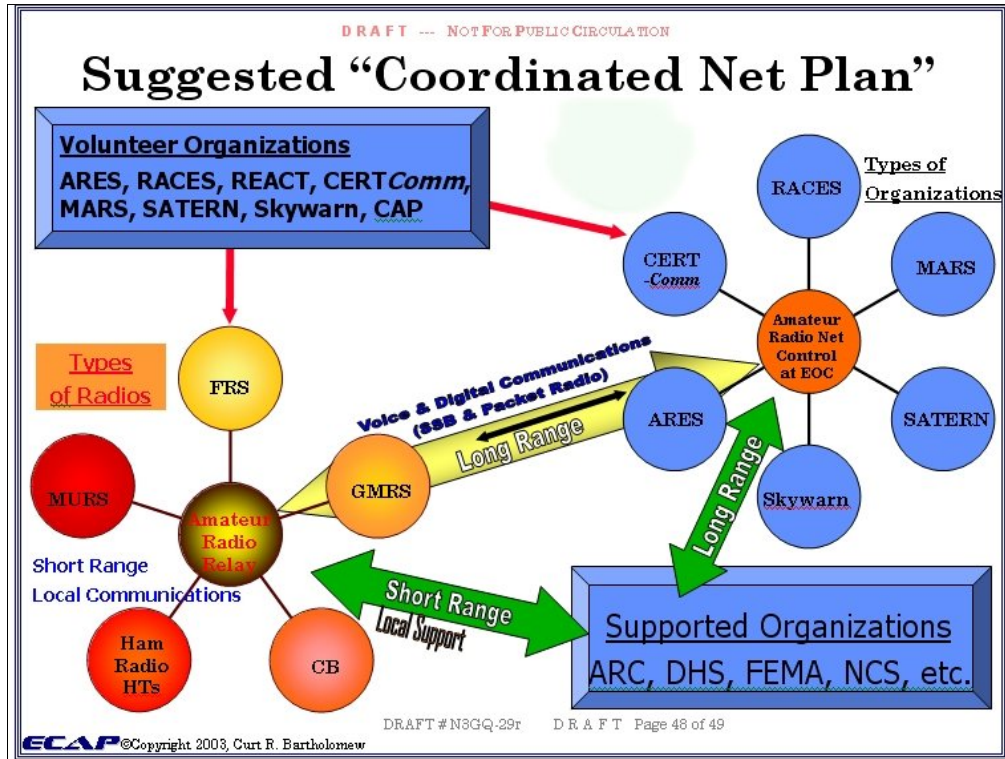 DRAFT --- NOT FOR PUBLIC CIRCULATION
Suggested “Coordinated Net Plan”
Volunteer Organizations
ARES, RACES, REACT, CERTComm,
MARS, SATERN, Skywarn, CAP
Types of
Organizations
RACES
CERT
-Comm
MARS
Amateur
Radio Net
Control
at EOC
ARES
SATERN
Skywarn
Types
of Radios
FRS
Voice & Digital Communications
(SSB & Packet Radio)
Long Range
MURS
GMRS
Amateur
Radio
Relay
Short Range
Local Communications
Ham
Radio
HTs
CB
Long Range
Short Range
Local Support
Supported Organizations
ARC, DHS, FEMA, NCS, etc.
DRAFT # N3GQ-29r DRAFT Page 48 of 49
ECAP ©Copyright 2003, Curt R. Bartholomew